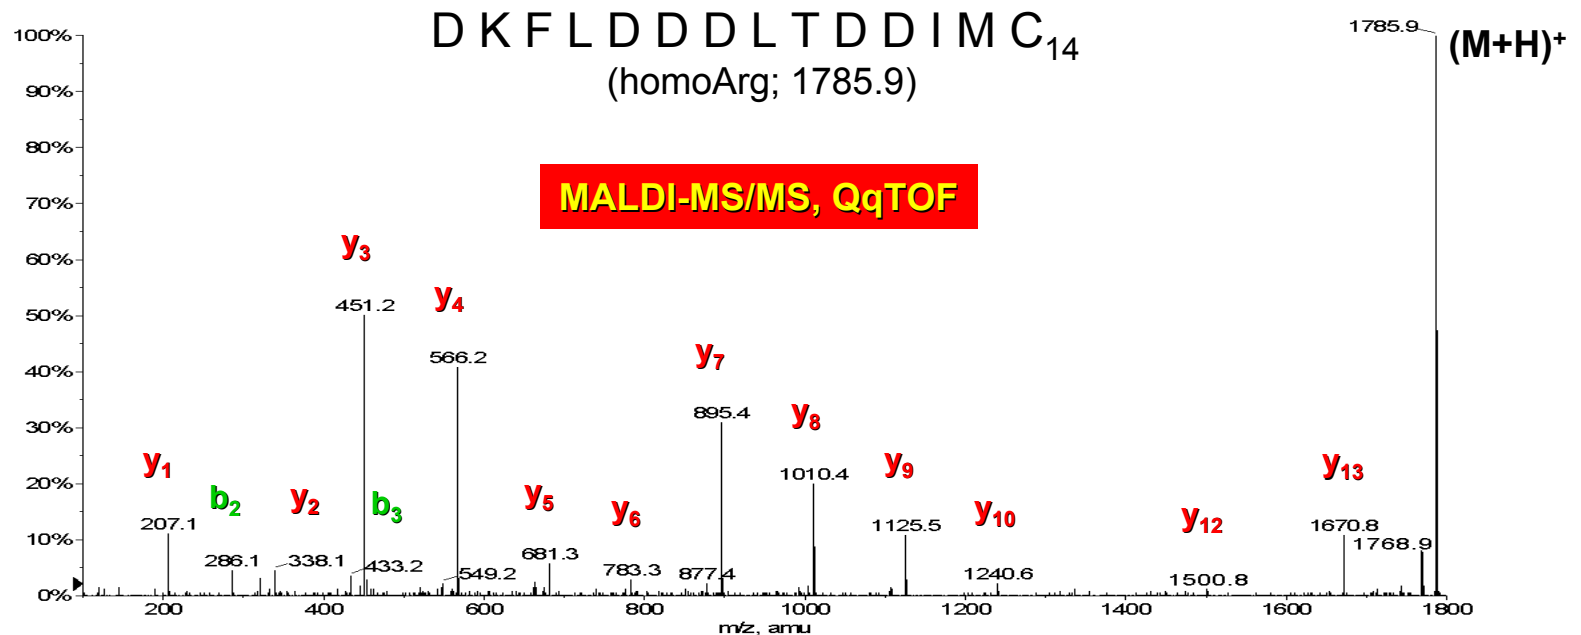 D K F L D D D L T D D I M C14
(homoArg; 1785.9)
1785.9
(M+H)+
MALDI-MS/MS, QqTOF
100%
90%
80%
70%
60%
50%
40%
30%
20%
10%
0%
y1
207.1
b2
286.1
y2
338.1
y3
451.2
b3
433.2
y4
566.2
549.2
y5
681.3
y6
783.3
y7
895.4
877.4
y8
1010.4
y9
1125.5
y10
1240.6
y12
1500.8
y13
1670.8
1768.9
200 400 600 800 1000 1200 1400 1600 1800
m/z, amu